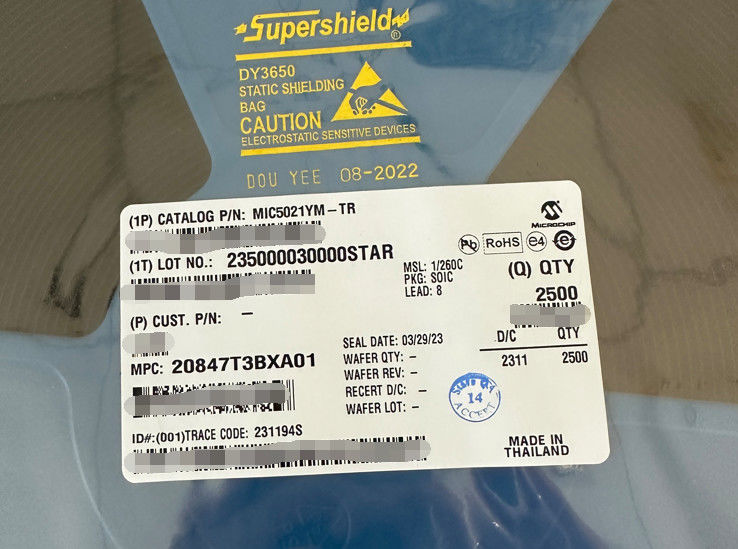 Supershield®
DY3650
STATIC SHIELDING
BAG
CAUTION
ELECTROSTATIC SENSITIVE DEVICES
DOU YEE 08-2022
(1P) CATALOG P/N: MIC5021YM-TR
MICROCHIP
(1T) LOT NO.: 235000030000STAR
Pb
RoHS
e4
e
MSL: 1/260C
PKG: SOIC
LEAD: 8
(Q) QTY
2500
(P) CUST. P/N: –
D/C QTY
2311 2500
MPC: 20847T3BXA01
SEAL DATE: 03/29/23
WAFER QTY: –
WAFER REV: –
RECERT D/C: –
WAFER LOT: –
14
ACCEPT
ID#:(001)TRACE CODE: 231194S
MADE IN
THAILAND